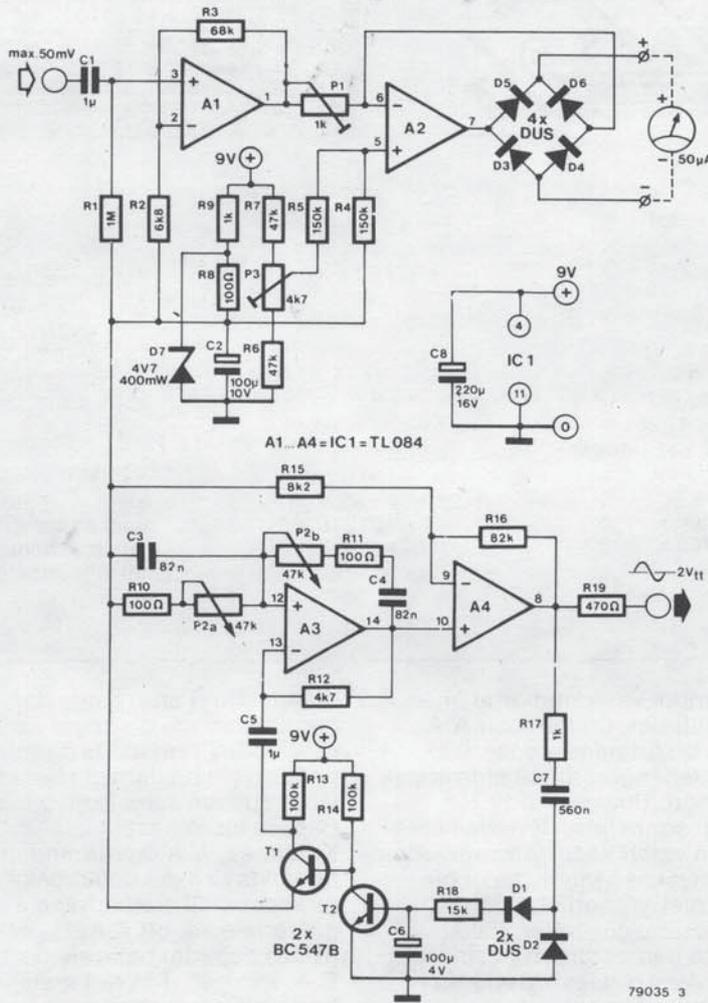 R3
68k
max.50mV
C1
1µ
3
+
A1
1
2
−
P1
1k
6
−
A2
7
5
+
D5
D6
4x
DUS
D3
D4
+
+
50µA
−
−
9V
+
R1
1M
R2
6k8
R9
1k
R7
47k
R5
150k
R4
150k
R8
100Ω
P3
4k7
D7
4V7
400mW
C2
100µ
10V
R6
47k
9V
+
4
IC 1
11
C8
220µ
16V
0
A1...A4=IC1=TL084
R15
8k2
C3
82n
P2b
47k
R11
100Ω
C4
82n
R16
82k
R10
100Ω
P2a
47k
12
+
A3
14
13
−
9
−
A4
8
10
+
R19
470Ω
2Vtt
R12
4k7
C5
1µ
9V
+
R13
100k
R14
100k
R17
1k
C7
560n
T1
T2
2x
BC547B
R18
15k
D1
2x
DUS
D2
C6
100µ
4V
79035 3